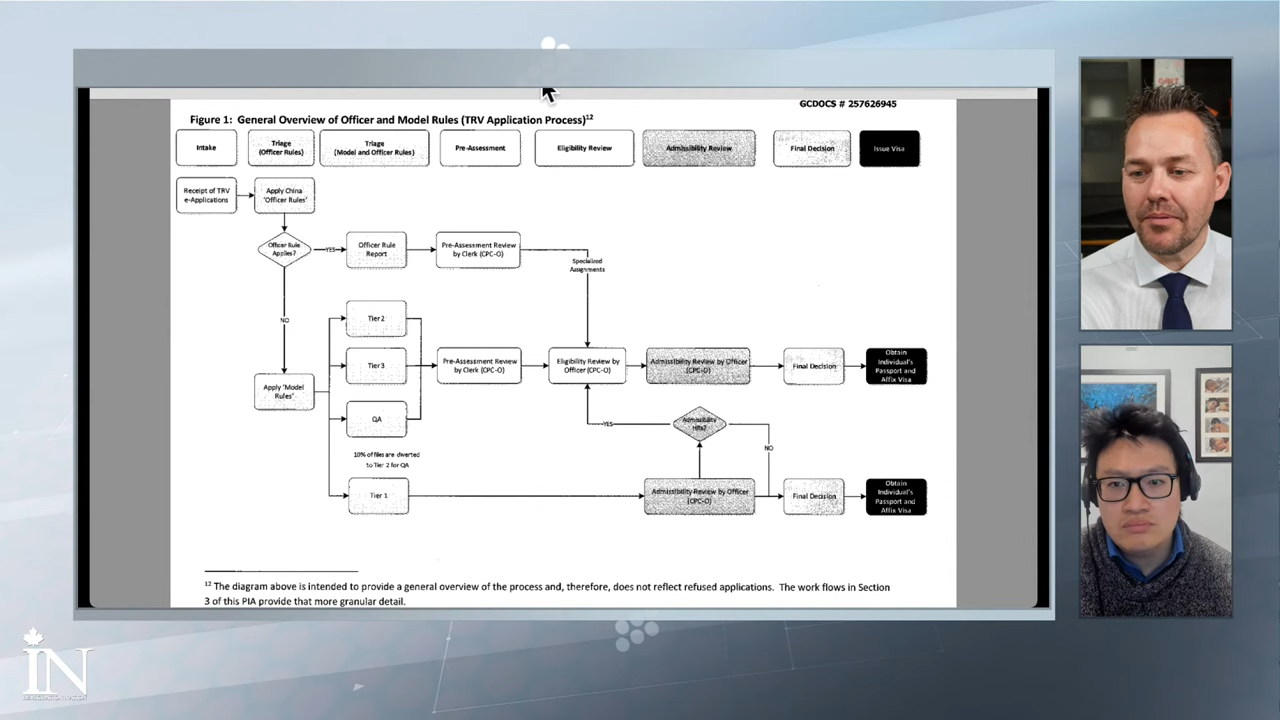 GCDOCS # 257626945
Figure 1: General Overview of Officer and Model Rules (TRV Application Process)12
Intake
Triage
(Officer Rules)
Triage
(Model and Officer Rules)
Pre-Assessment
Eligibility Review
Admissibility Review
Final Decision
Issue Visa
Receipt of TRV
e-Applications
Apply China
'Officer Rules'
Officer Rule
Applies?
YES
Officer Rule
Report
Pre-Assessment Review
by Clerk (CPC-O)
Specialized
Assignments
NO
Tier 2
Tier 3
Pre-Assessment Review
by Clerk (CPC-O)
Eligibility Review by
Officer (CPC-O)
Admissibility Review by Officer
(CPC-O)
Final Decision
Obtain
Individual's
Passport and
Affix Visa
Apply 'Model
Rules'
QA
YES
Admissibility
Hits?
NO
10% of files are diverted
to Tier 2 for QA
Tier 1
Admissibility Review by Officer
(CPC-O)
Final Decision
Obtain
Individual's
Passport and
Affix Visa
12 The diagram above is intended to provide a general overview of the process and, therefore, does not reflect refused applications. The work flows in Section
3 of this PIA provide that more granular detail.
IN